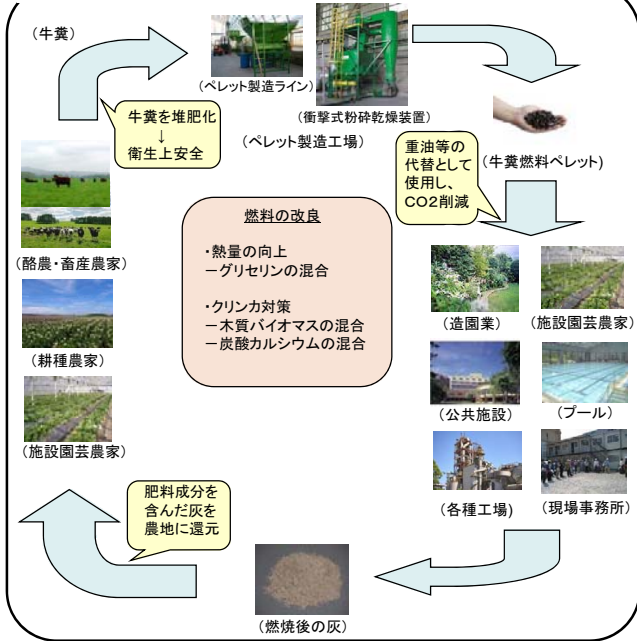 (牛糞)
(ペレット製造ライン)
(衝撃式粉砕乾燥装置)
(ペレット製造工場)
牛糞を堆肥化
↓
衛生上安全
(牛糞燃料ペレット)
重油等の
代替として
使用し、
CO2削減
燃料の改良
・熱量の向上
－グリセリンの混合
・クリンカ対策
－木質バイオマスの混合
－炭酸カルシウムの混合
(酪農・畜産農家)
(耕種農家)
(施設園芸農家)
(造園業)
(施設園芸農家)
(公共施設)
(プール)
(各種工場)
(現場事務所)
肥料成分を
含んだ灰を
農地に還元
(燃焼後の灰)